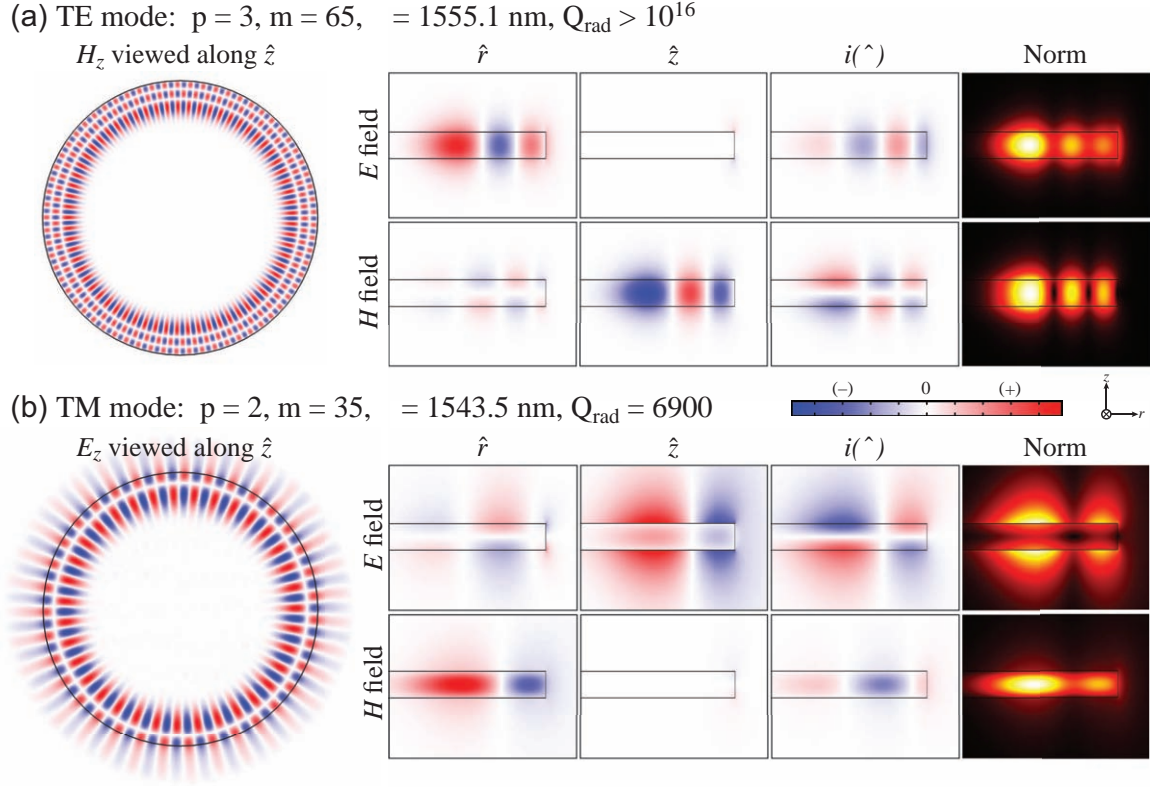 (a) TE mode: p = 3, m = 65, = 1555.1 nm, Q_rad > 10^16
H_z viewed along ẑ
r̂ ẑ i(^) Norm
E field
H field
(b) TM mode: p = 2, m = 35, = 1543.5 nm, Q_rad = 6900
(–) 0 (+)
z
r
E_z viewed along ẑ
r̂ ẑ i(^) Norm
E field
H field